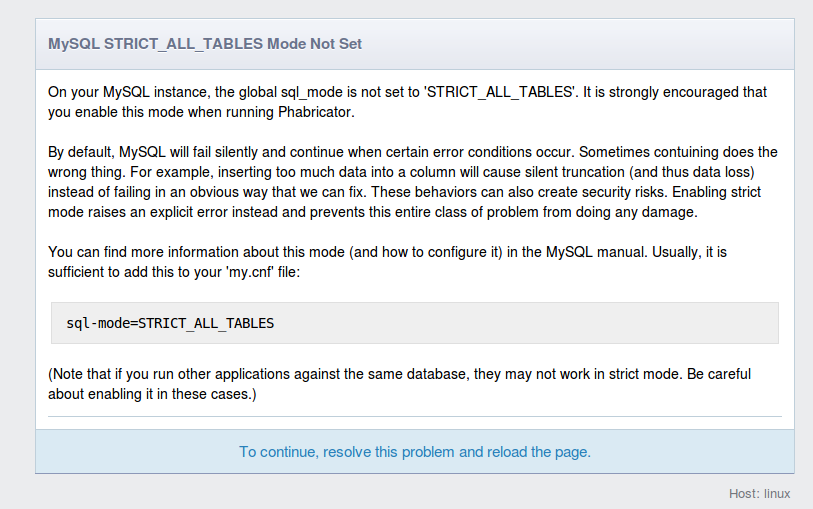 MySQL STRICT_ALL_TABLES Mode Not Set
On your MySQL instance, the global sql_mode is not set to 'STRICT_ALL_TABLES'. It is strongly encouraged that
you enable this mode when running Phabricator.
By default, MySQL will fail silently and continue when certain error conditions occur. Sometimes contuining does the
wrong thing. For example, inserting too much data into a column will cause silent truncation (and thus data loss)
instead of failing in an obvious way that we can fix. These behaviors can also create security risks. Enabling strict
mode raises an explicit error instead and prevents this entire class of problem from doing any damage.
You can find more information about this mode (and how to configure it) in the MySQL manual. Usually, it is
sufficient to add this to your 'my.cnf' file:
sql-mode=STRICT_ALL_TABLES
(Note that if you run other applications against the same database, they may not work in strict mode. Be careful
about enabling it in these cases.)
To continue, resolve this problem and reload the page.
Host: linux